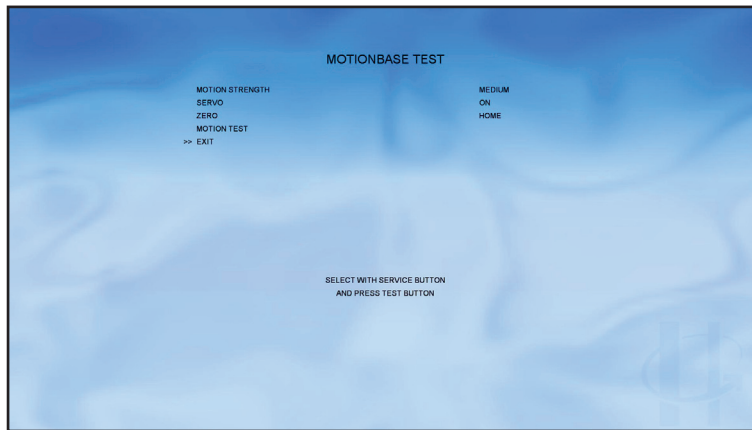 MOTIONBASE TEST
MOTION STRENGTH MEDIUM
SERVO ON
ZERO HOME
MOTION TEST
>> EXIT
SELECT WITH SERVICE BUTTON
AND PRESS TEST BUTTON